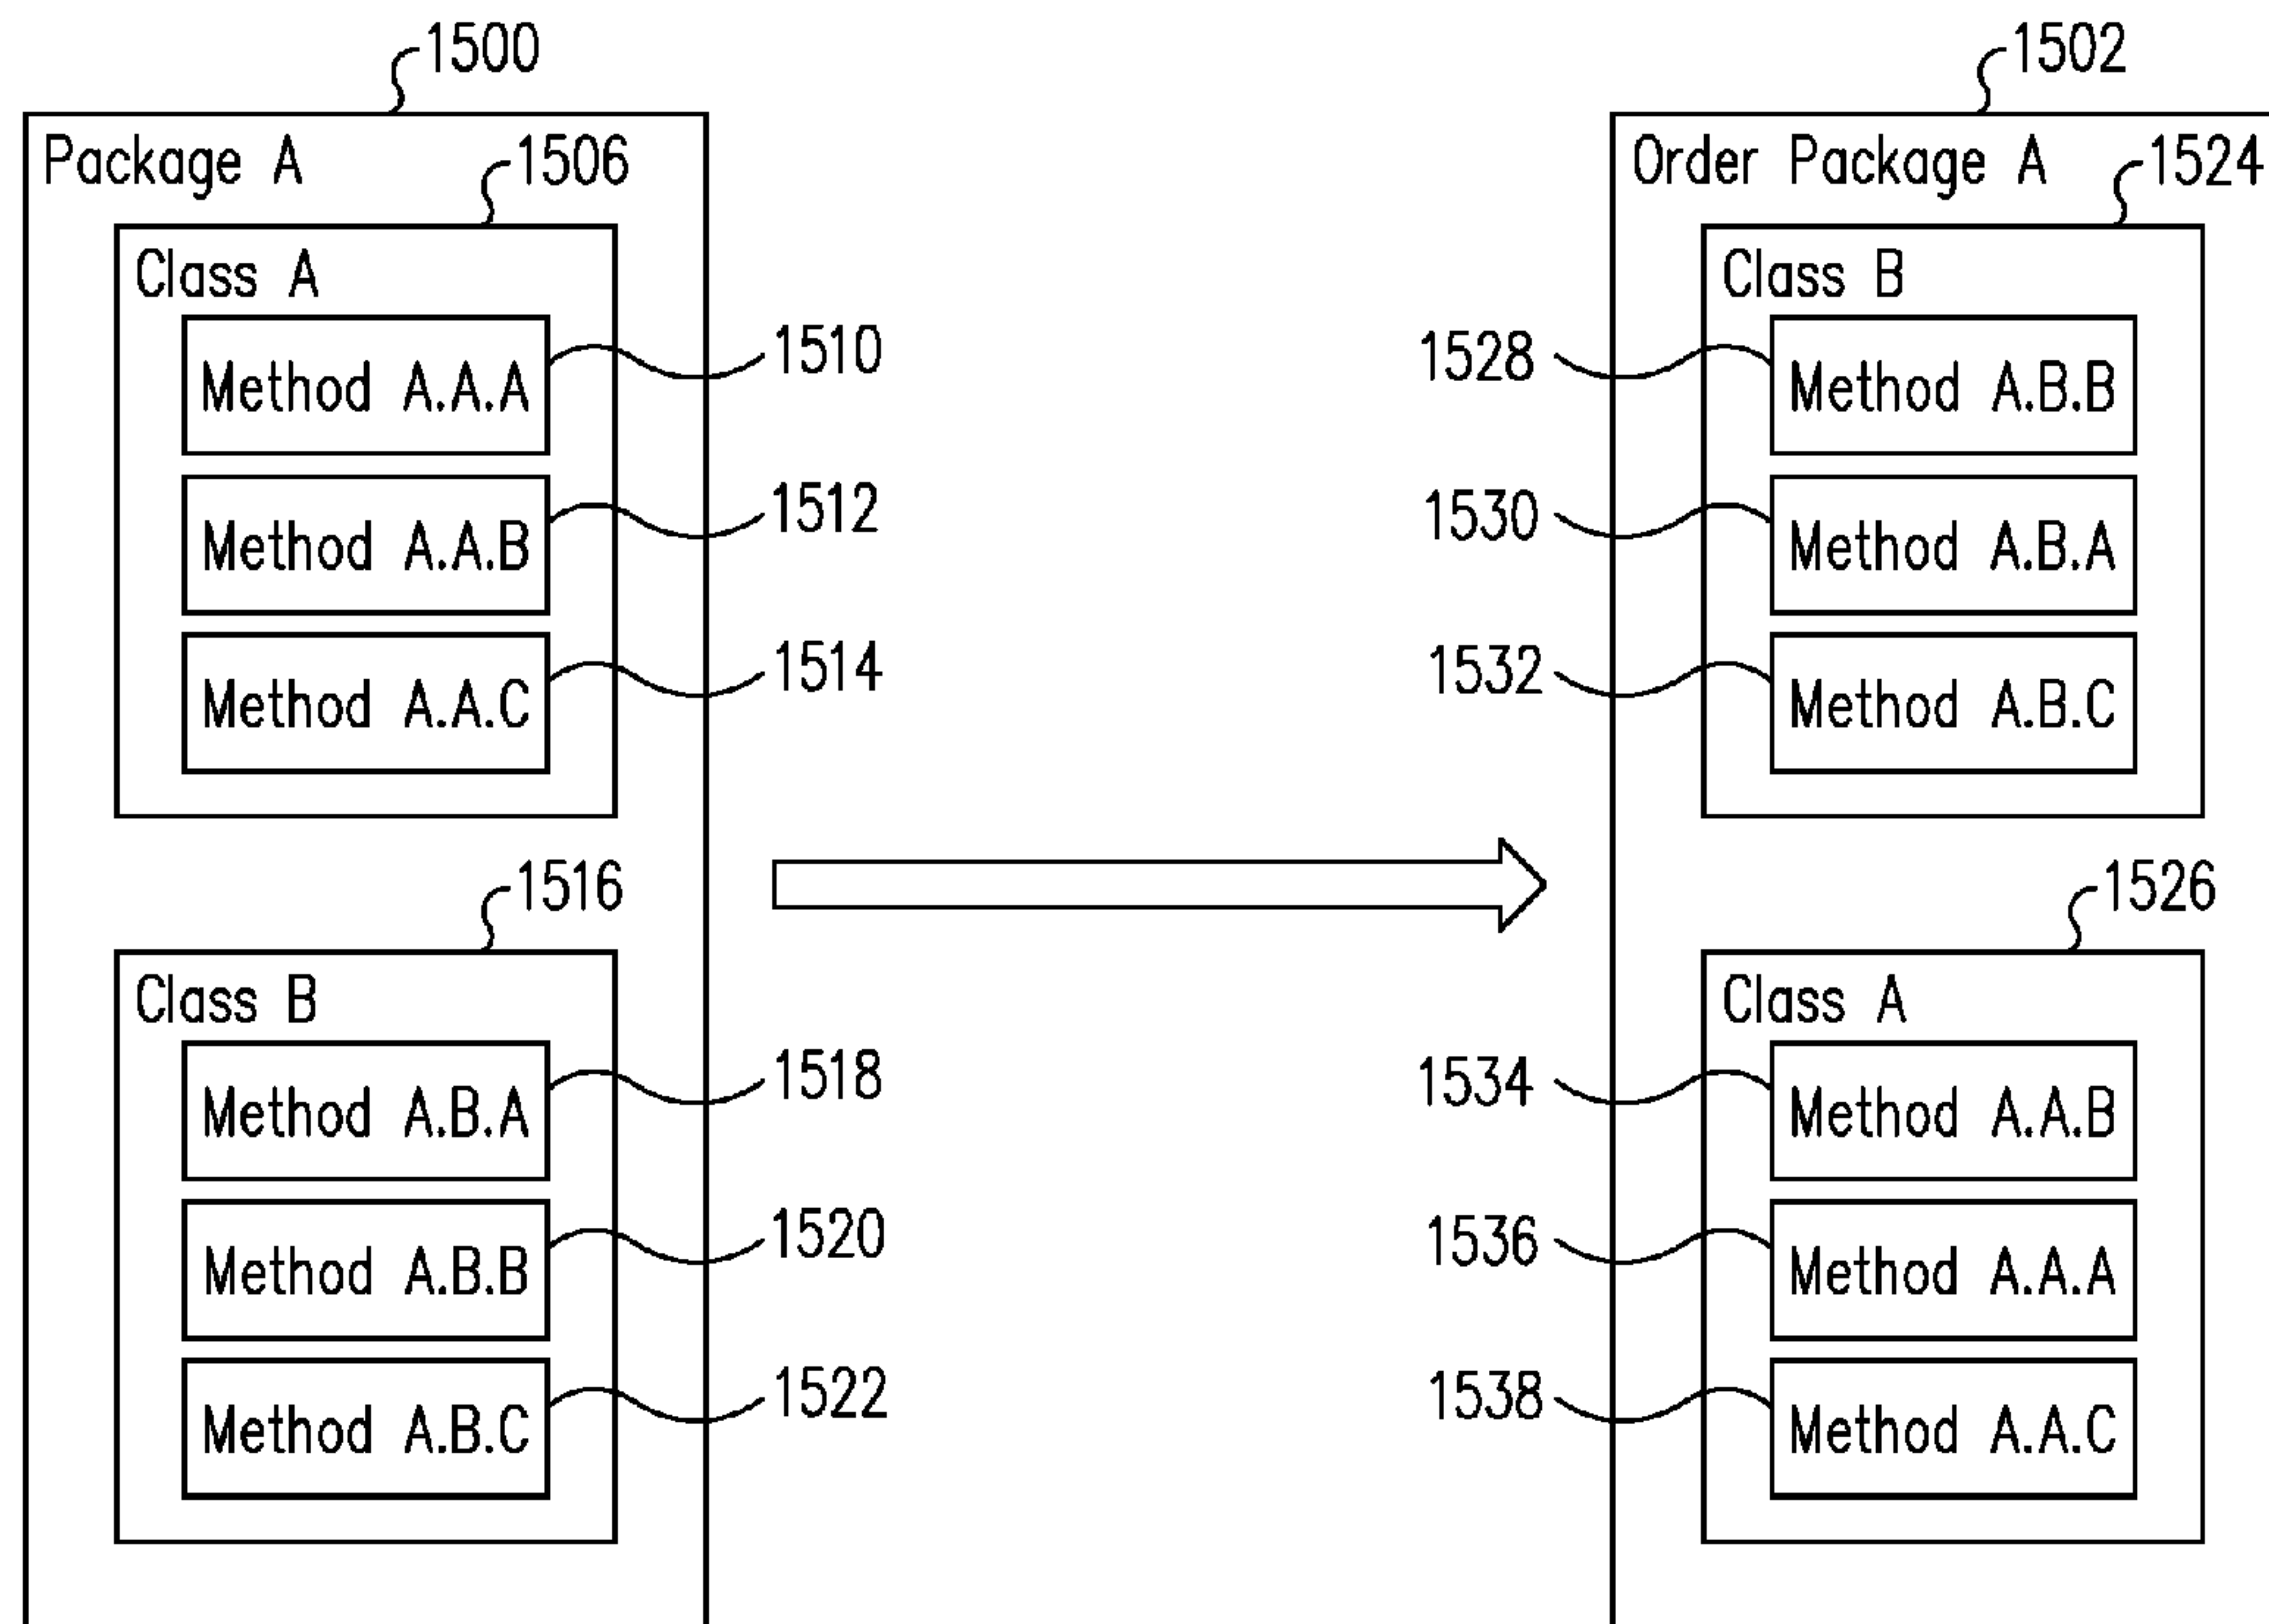 1500
Package A
1506
Class A
Method A.A.A
1510
Method A.A.B
1512
Method A.A.C
1514
1516
Class B
Method A.B.A
1518
Method A.B.B
1520
Method A.B.C
1522
1502
Order Package A
1524
Class B
1528
Method A.B.B
1530
Method A.B.A
1532
Method A.B.C
1526
Class A
1534
Method A.A.B
1536
Method A.A.A
1538
Method A.A.C